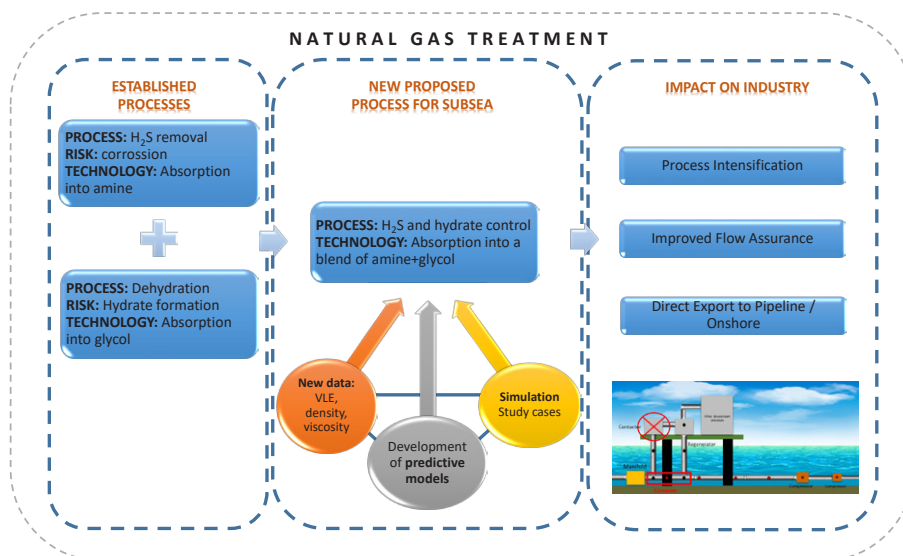 NATURAL GAS TREATMENT
ESTABLISHED
PROCESSES
PROCESS: H₂S removal
RISK: corrossion
TECHNOLOGY: Absorption
into amine
PROCESS: Dehydration
RISK: Hydrate formation
TECHNOLOGY: Absorption
into glycol
NEW PROPOSED
PROCESS FOR SUBSEA
PROCESS: H₂S and hydrate control
TECHNOLOGY: Absorption into a
blend of amine+glycol
New data:
VLE,
density,
viscosity
Development
of predictive
models
Simulation
Study cases
IMPACT ON INDUSTRY
Process Intensification
Improved Flow Assurance
Direct Export to Pipeline /
Onshore
Contactor
Regenerator
Manifold